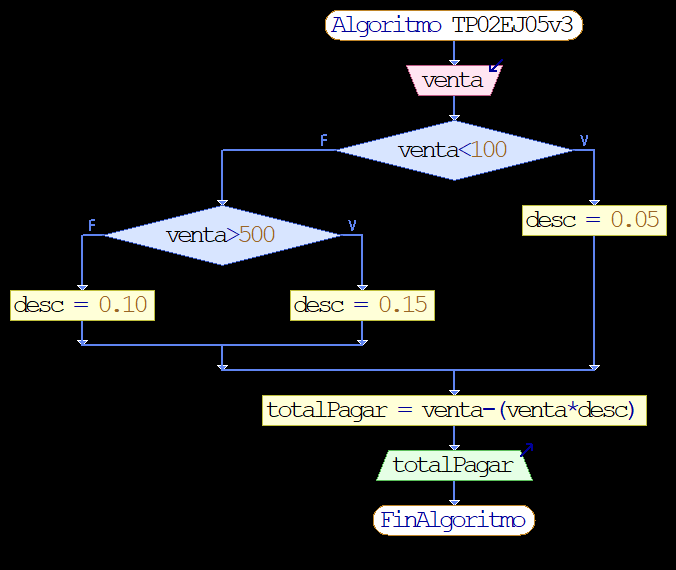 Algoritmo TP02EJ05v3
venta
F
V
venta<100
F
V
venta>500
desc = 0.05
desc = 0.10
desc = 0.15
totalPagar = venta-(venta*desc)
totalPagar
FinAlgoritmo